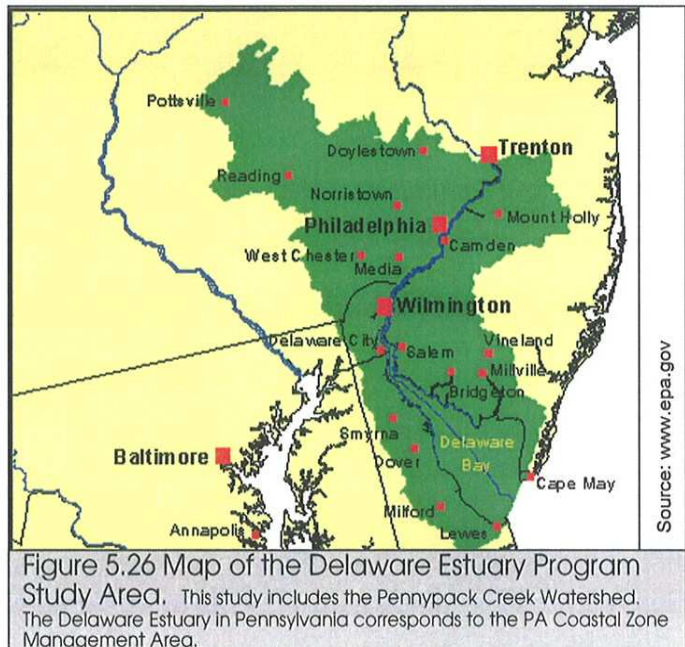 Pottsville
Doylestown
Trenton
Reading
Norristown
Mount Holly
Philadelphia
Camden
West Chester
Media
Wilmington
Delaware City
Vineland
Salem
Millville
Bridgeton
Smyrna
Delaware
Bay
Baltimore
Dover
Cape May
Milford
Annapolis
Lewes
Source: www.epa.gov
Figure 5.26 Map of the Delaware Estuary Program
Study Area. This study includes the Pennypack Creek Watershed.
The Delaware Estuary in Pennsylvania corresponds to the PA Coastal Zone
Management Area.